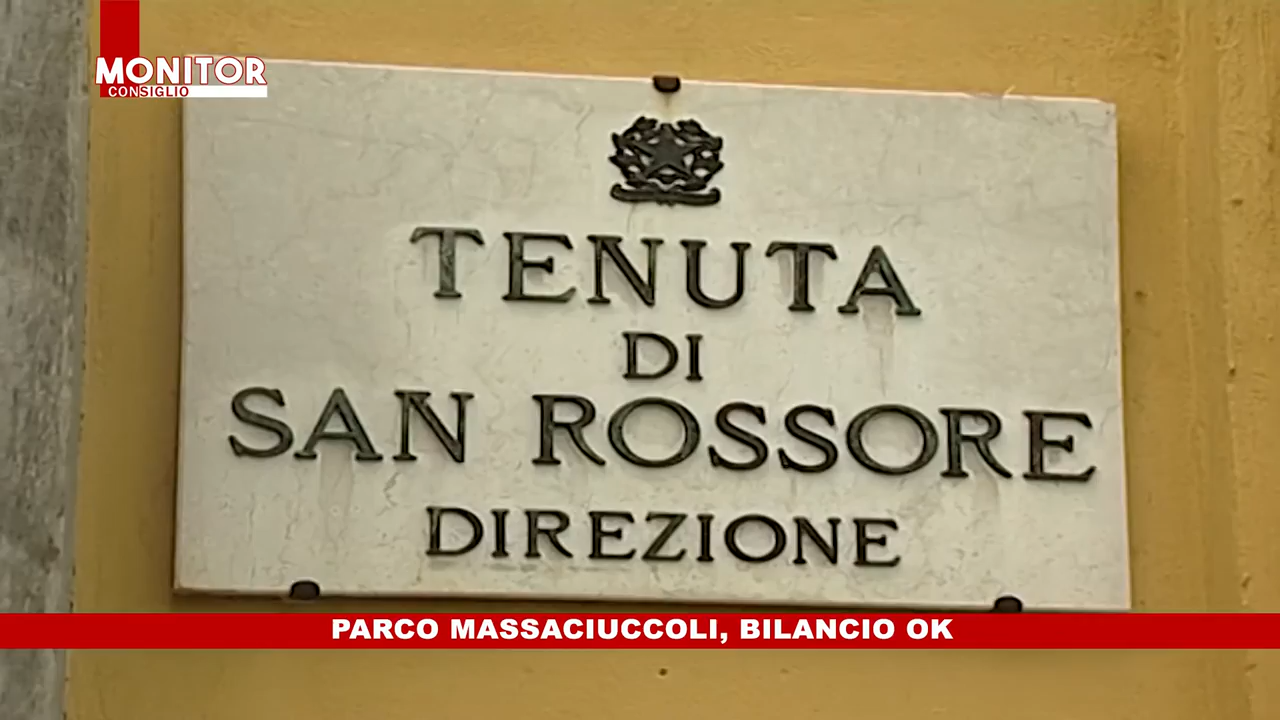 MONITOR
CONSIGLIO
TENUTA
DI
SAN ROSSORE
DIREZIONE
PARCO MASSACIUCCOLI, BILANCIO OK